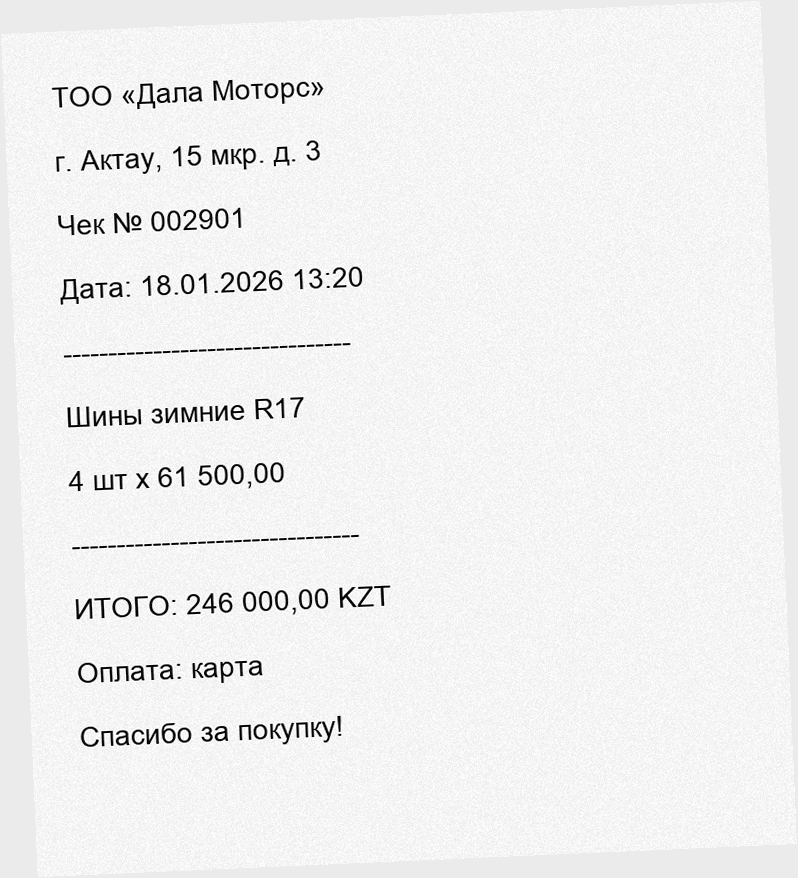 ТОО «Дала Моторс»
г. Актау, 15 мкр. д. 3
Чек № 002901
Дата: 18.01.2026 13:20
--------------------------------
Шины зимние R17
4 шт x 61 500,00
--------------------------------
ИТОГО: 246 000,00 KZT
Оплата: карта
Спасибо за покупку!